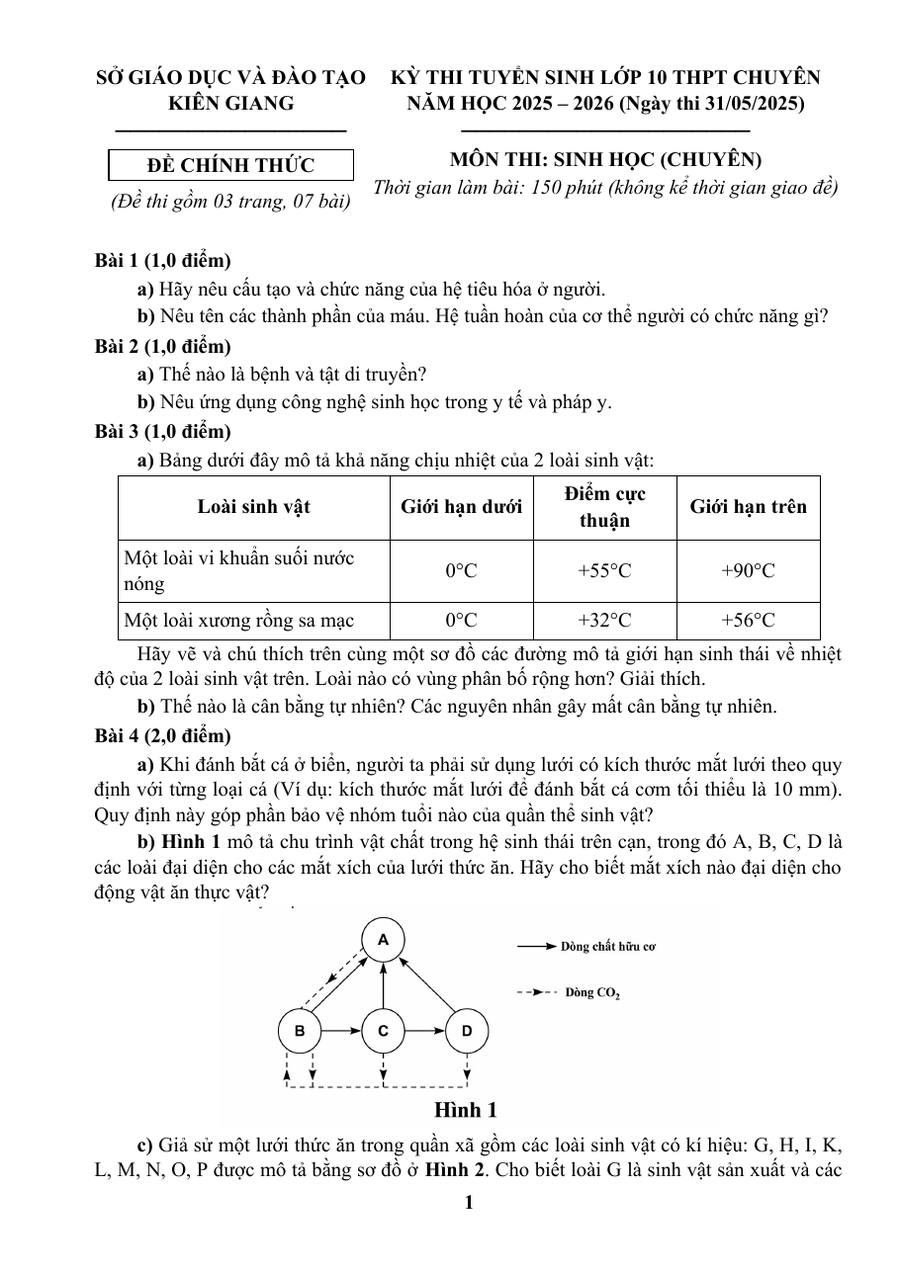 SỞ GIÁO DỤC VÀ ĐÀO TẠO
KIÊN GIANG
KỲ THI TUYỂN SINH LỚP 10 THPT CHUYÊN
NĂM HỌC 2025 – 2026 (Ngày thi 31/05/2025)
ĐỀ CHÍNH THỨC
(Đề thi gồm 03 trang, 07 bài)
MÔN THI: SINH HỌC (CHUYÊN)
Thời gian làm bài: 150 phút (không kể thời gian giao đề)
Bài 1 (1,0 điểm)
a) Hãy nêu cấu tạo và chức năng của hệ tiêu hóa ở người.
b) Nêu tên các thành phần của máu. Hệ tuần hoàn của cơ thể người có chức năng gì?
Bài 2 (1,0 điểm)
a) Thế nào là bệnh và tật di truyền?
b) Nêu ứng dụng công nghệ sinh học trong y tế và pháp y.
Bài 3 (1,0 điểm)
a) Bảng dưới đây mô tả khả năng chịu nhiệt của 2 loài sinh vật:
Loài sinh vật
Giới hạn dưới
Điểm cực
thuận
Giới hạn trên
Một loài vi khuẩn suối nước
nóng
0°C
+55°C
+90°C
Một loài xương rồng sa mạc
0°C
+32°C
+56°C
Hãy vẽ và chú thích trên cùng một sơ đồ các đường mô tả giới hạn sinh thái về nhiệt
độ của 2 loài sinh vật trên. Loài nào có vùng phân bố rộng hơn? Giải thích.
b) Thế nào là cân bằng tự nhiên? Các nguyên nhân gây mất cân bằng tự nhiên.
Bài 4 (2,0 điểm)
a) Khi đánh bắt cá ở biển, người ta phải sử dụng lưới có kích thước mắt lưới theo quy
định với từng loại cá (Ví dụ: kích thước mắt lưới để đánh bắt cá cơm tối thiểu là 10 mm).
Quy định này góp phần bảo vệ nhóm tuổi nào của quần thể sinh vật?
b) Hình 1 mô tả chu trình vật chất trong hệ sinh thái trên cạn, trong đó A, B, C, D là
các loài đại diện cho các mắt xích của lưới thức ăn. Hãy cho biết mắt xích nào đại diện cho
động vật ăn thực vật?
A
Dòng chất hữu cơ
Dòng CO₂
B
C
D
Hình 1
c) Giả sử một lưới thức ăn trong quần xã gồm các loài sinh vật có kí hiệu: G, H, I, K,
L, M, N, O, P được mô tả bằng sơ đồ ở Hình 2. Cho biết loài G là sinh vật sản xuất và các
1